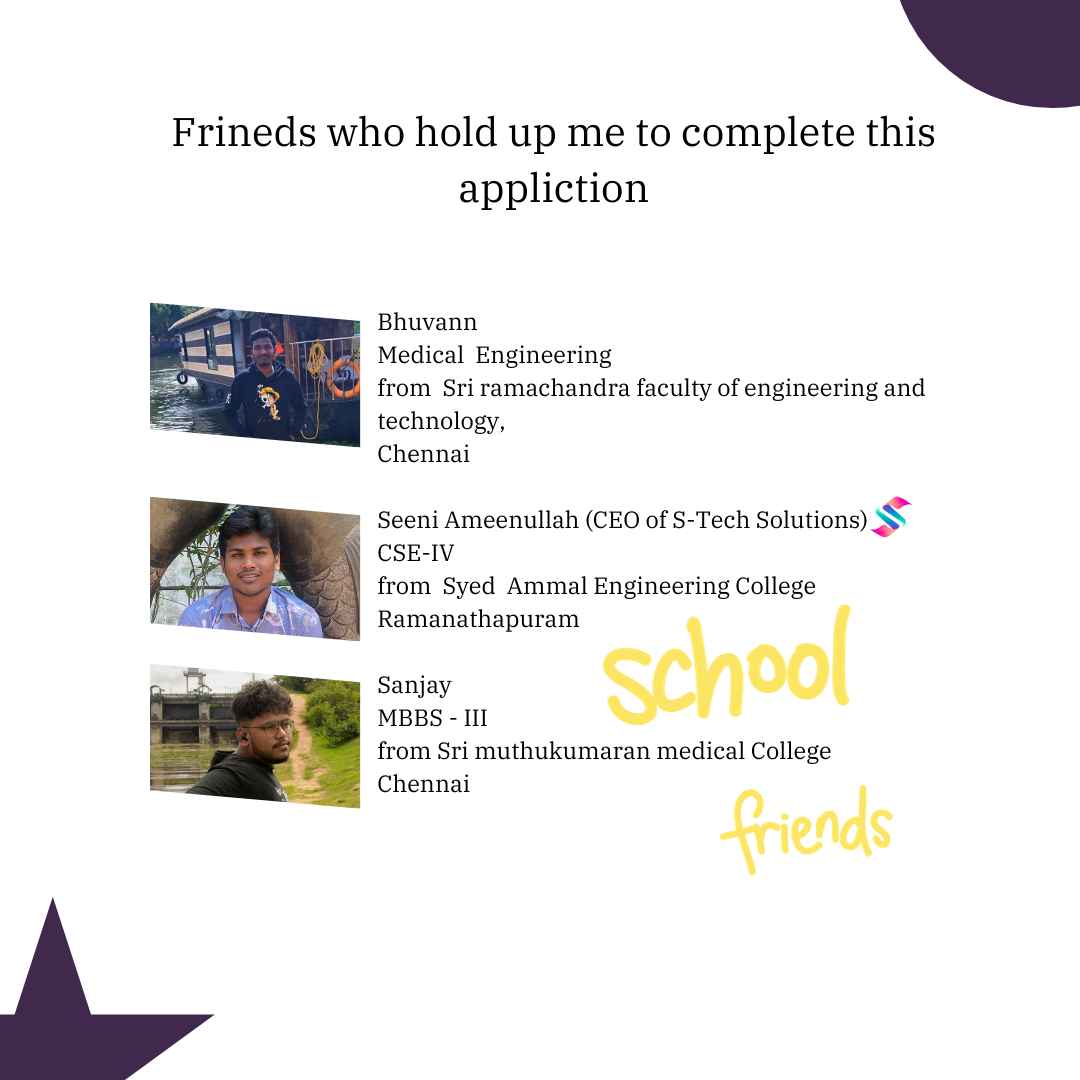 Frineds who hold up me to complete this
appliction
Bhuvann
Medical  Engineering
from  Sri ramachandra faculty of engineering and
technology,
Chennai
Seeni Ameenullah (CEO of S-Tech Solutions)
CSE-IV
from  Syed  Ammal Engineering College
Ramanathapuram
school
Sanjay
MBBS - III
from Sri muthukumaran medical College
Chennai
friends